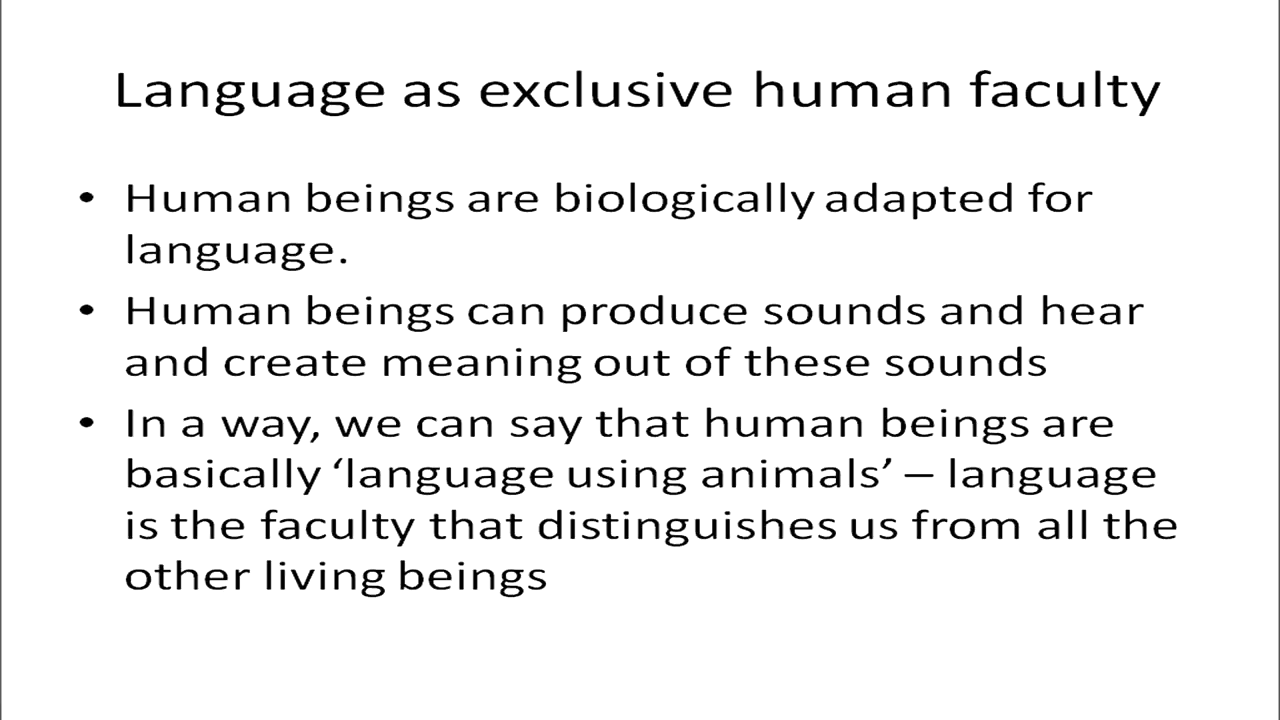 Language as exclusive human faculty
• Human beings are biologically adapted for
language.
• Human beings can produce sounds and hear
and create meaning out of these sounds
• In a way, we can say that human beings are
basically ‘language using animals’ – language
is the faculty that distinguishes us from all the
other living beings